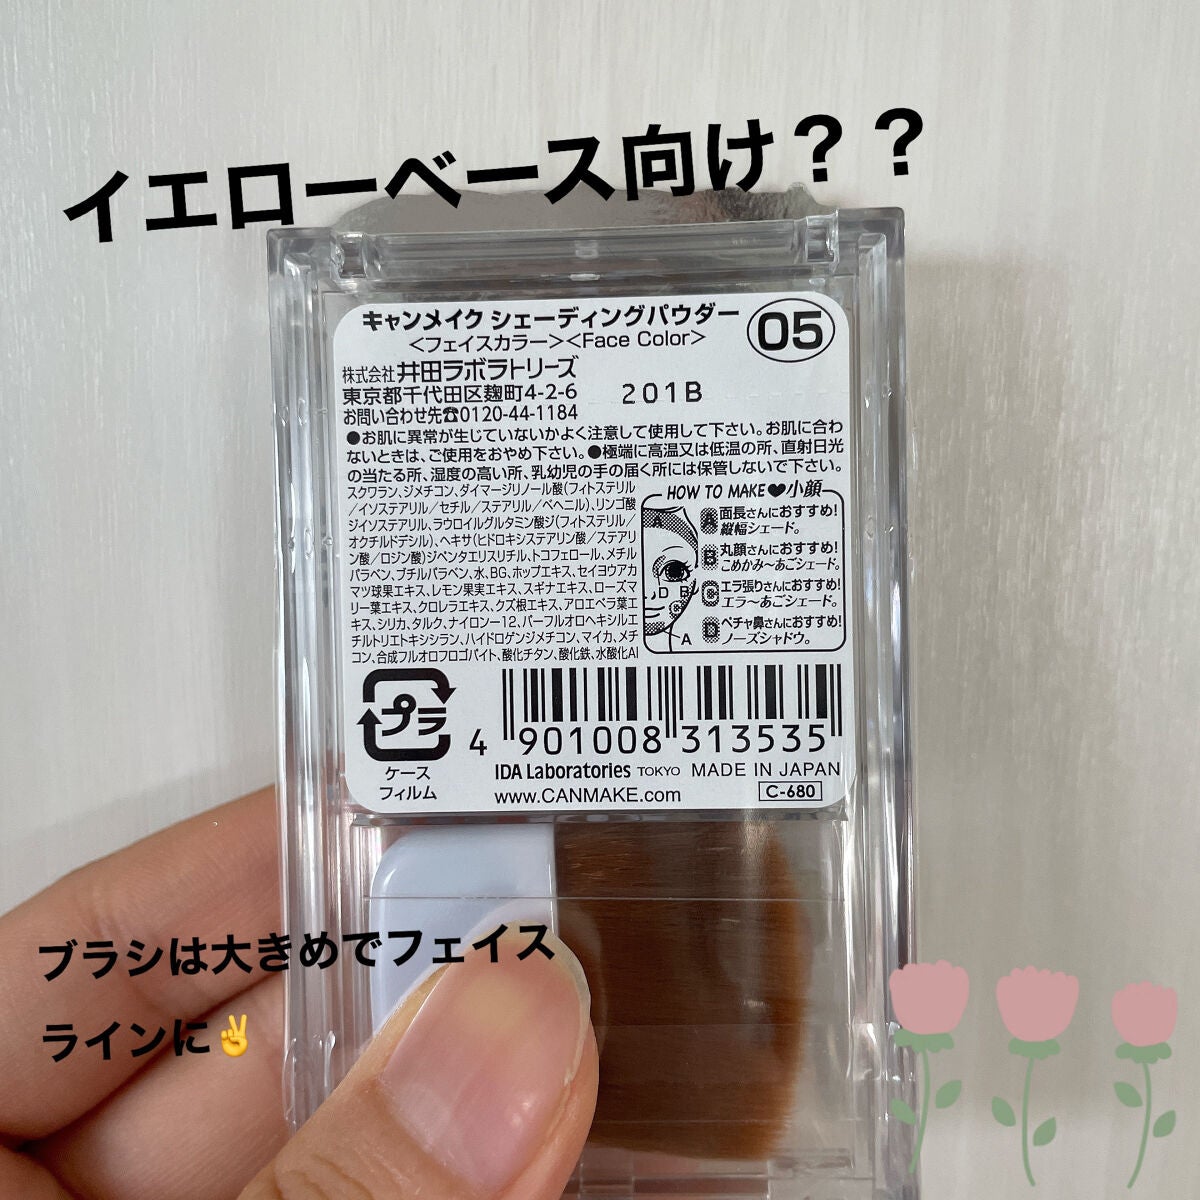 イエローベース向け？？
キャンメイク シェーディングパウダー
05
＜フェイスカラー＞＜Face Color＞
株式会社井田ラボラトリーズ
東京都千代田区麹町4-2-6
201B
お問い合わせ先☎0120-44-1184
●お肌に異常が生じていないかよく注意して使用して下さい。お肌に合わ
ないときは、ご使用をおやめ下さい。●極端に高温又は低温の所、直射日光
の当たる所、湿度の高い所、乳幼児の手の届く所には保管しないで下さい。
スクワラン、ジメチコン、ダイマージリノール酸（フィトステリル
／イソステアリル／セチル／ステアリル／ベヘニル）、リンゴ酸
ジイソステアリル、ラウロイルグルタミン酸ジ（フィトステリル／
オクチルドデシル）、ヘキサ（ヒドロキシステアリン酸／ステアリ
ン酸／ロジン酸）ジペンタエリスリチル、トコフェロール、メチル
パラベン、ブチルパラベン、水、BG、ホップエキス、セイヨウアカ
マツ球果エキス、レモン果実エキス、スギナエキス、ローズマ
リー葉エキス、クロレラエキス、クズ根エキス、アロエベラ葉エ
キス、シリカ、タルク、ナイロン−12、パーフルオロヘキシルエ
チルトリエトキシシラン、ハイドロゲンジメチコン、マイカ、メチ
コン、合成フルオロフロゴパイト、酸化チタン、酸化鉄、水酸化Al
HOW TO MAKE♥小顔
A
D B
C
A
A 面長さんにおすすめ！
縦幅シェード。
B 丸顔さんにおすすめ！
こめかみ〜あごシェード。
C エラ張りさんにおすすめ！
エラ〜あごシェード。
D ペチャ鼻さんにおすすめ！
ノーズシャドウ。
プラ
ケース
フィルム
4 901008 313535
IDA Laboratories TOKYO MADE IN JAPAN
www.CANMAKE.com
C-680
ブラシは大きめでフェイス
ラインに✌️